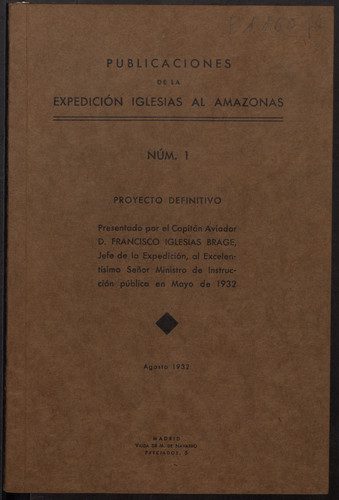 PUBLICACIONES
DE LA
EXPEDICIÓN IGLESIAS AL AMAZONAS
NÚM. 1
PROYECTO DEFINITIVO
Presentado por el Capitán Aviador
D. FRANCISCO IGLESIAS BRAGE,
Jefe de la Expedición, al Excelen-
tísimo Señor Ministro de Instruc-
ción pública en Mayo de 1932
Agosto 1932
MADRID
PRECIADOS, 2